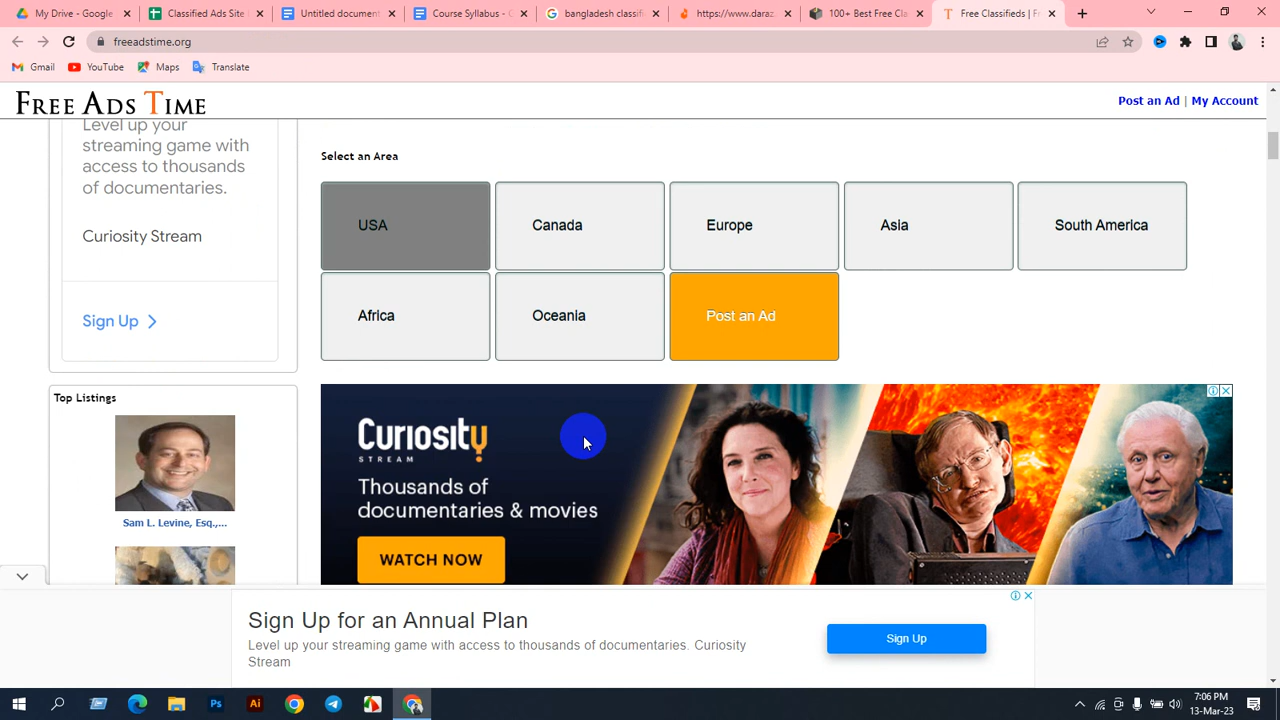 My Drive - Goo
Classified Ads Site L
Untitled document
Course Syllabus - G
bangladesh classifi
https://www.daraz.
100+ Best Free Cla
Free Classifieds | Fr
freeadstime.org
Gmail
YouTube
Maps
Translate
FREE ADS TIME
Post an Ad | My Account
Level up your
streaming game with
access to thousands
of documentaries.
Curiosity Stream
Sign Up
Select an Area
USA
Canada
Europe
Asia
South America
Africa
Oceania
Post an Ad
Top Listings
Sam L. Levine, Esq.,...
Curiosity
STREAM
Thousands of
documentaries & movies
WATCH NOW
Sign Up for an Annual Plan
Level up your streaming game with access to thousands of documentaries. Curiosity
Stream
Sign Up
7:06 PM
13-Mar-23